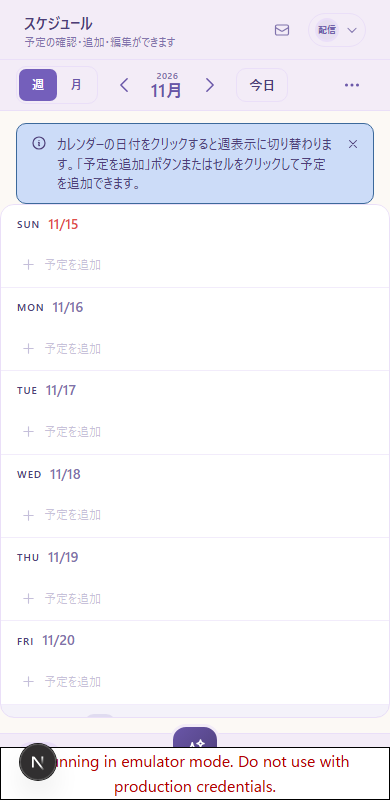 スケジュール
予定の確認・追加・編集ができます
配信
週
月
2026
11月
今日
カレンダーの日付をクリックすると週表示に切り替わりま
す。「予定を追加」ボタンまたはセルをクリックして予定
を追加できます。
SUN 11/15
予定を追加
MON 11/16
予定を追加
TUE 11/17
予定を追加
WED 11/18
予定を追加
THU 11/19
予定を追加
FRI 11/20
予定を追加
N
unning in emulator mode. Do not use with
production credentials.